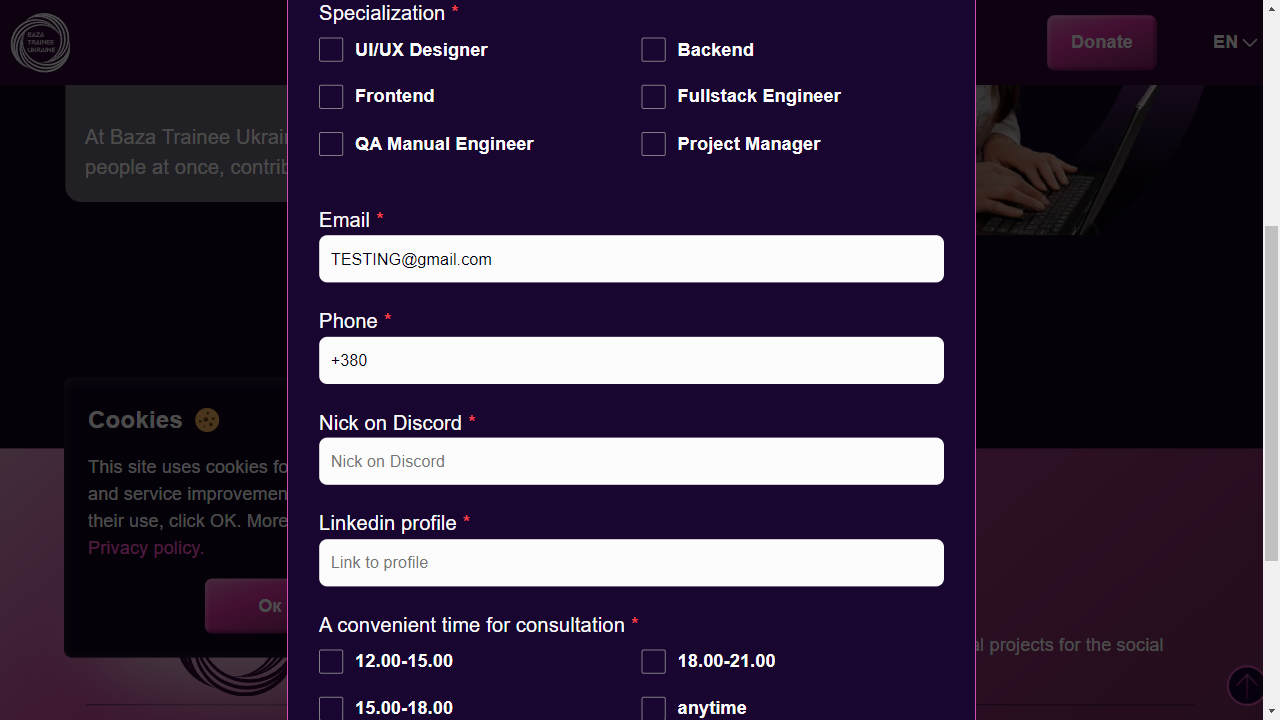 BAZA
TRAINEE
UKRAINE
Donate
EN
Specialization *
UI/UX Designer
Backend
Frontend
Fullstack Engineer
QA Manual Engineer
Project Manager
At Baza Trainee Ukrai
people at once, contrib
Email *
TESTING@gmail.com
Phone *
+380
Nick on Discord *
Nick on Discord
Linkedin profile *
Link to profile
A convenient time for consultation *
12.00-15.00
18.00-21.00
15.00-18.00
anytime
Cookies
This site uses cookies fo
and service improvemen
their use, click OK. More
Privacy policy.
Ок
al projects for the social